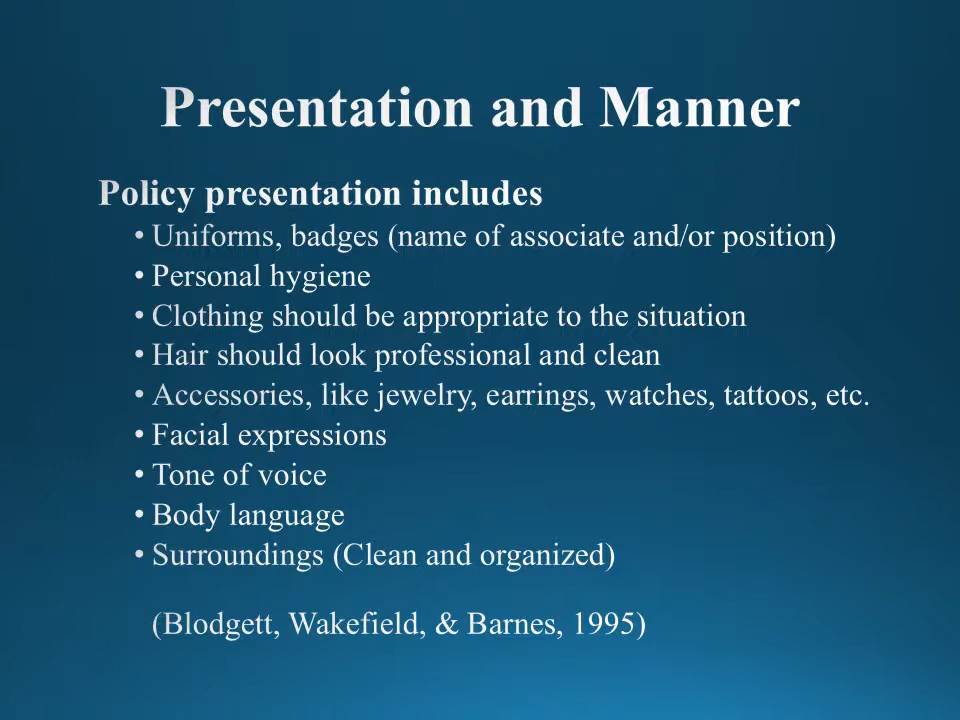 Presentation and Manner
Policy presentation includes
• Uniforms, badges (name of associate and/or position)
• Personal hygiene
• Clothing should be appropriate to the situation
• Hair should look professional and clean
• Accessories, like jewelry, earrings, watches, tattoos, etc.
• Facial expressions
• Tone of voice
• Body language
• Surroundings (Clean and organized)
(Blodgett, Wakefield, & Barnes, 1995)